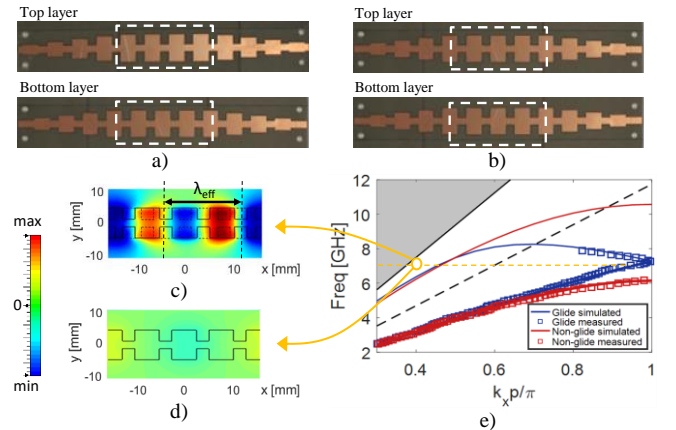 Top layer
Bottom layer
a)
Top layer
Bottom layer
b)
max
0
min
λeff
10
0
-10
y [mm]
-10
0
10
x [mm]
c)
10
0
-10
y [mm]
-10
0
10
x [mm]
d)
12
10
8
6
4
2
Freq [GHz]
0.4
0.6
0.8
1
kxp/π
Glide simulated
Glide measured
Non-glide simulated
Non-glide measured
e)